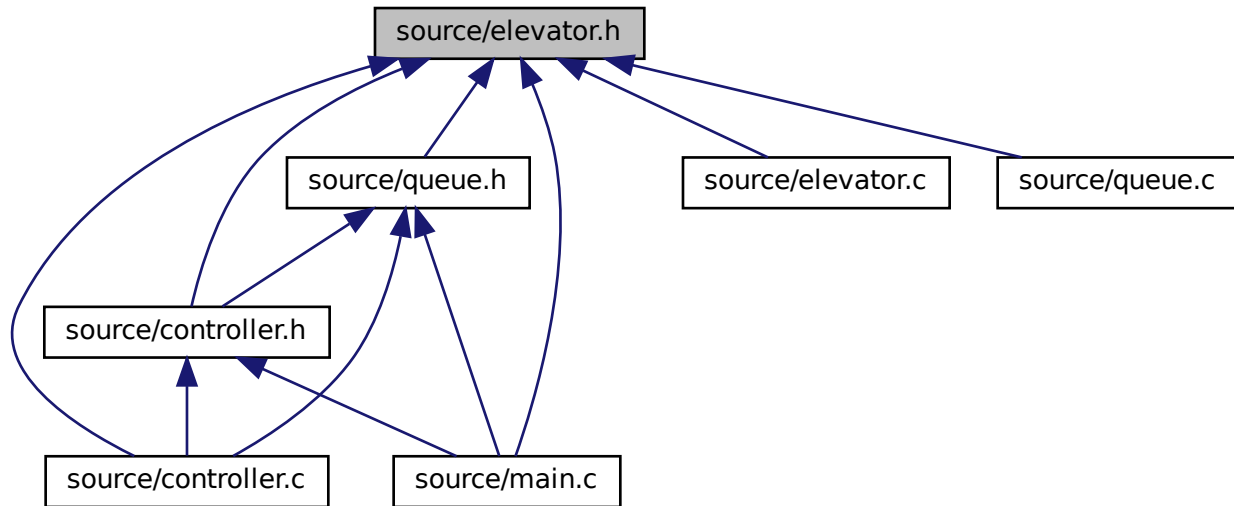 source/elevator.h
source/queue.h
source/elevator.c
source/queue.c
source/controller.h
source/controller.c
source/main.c